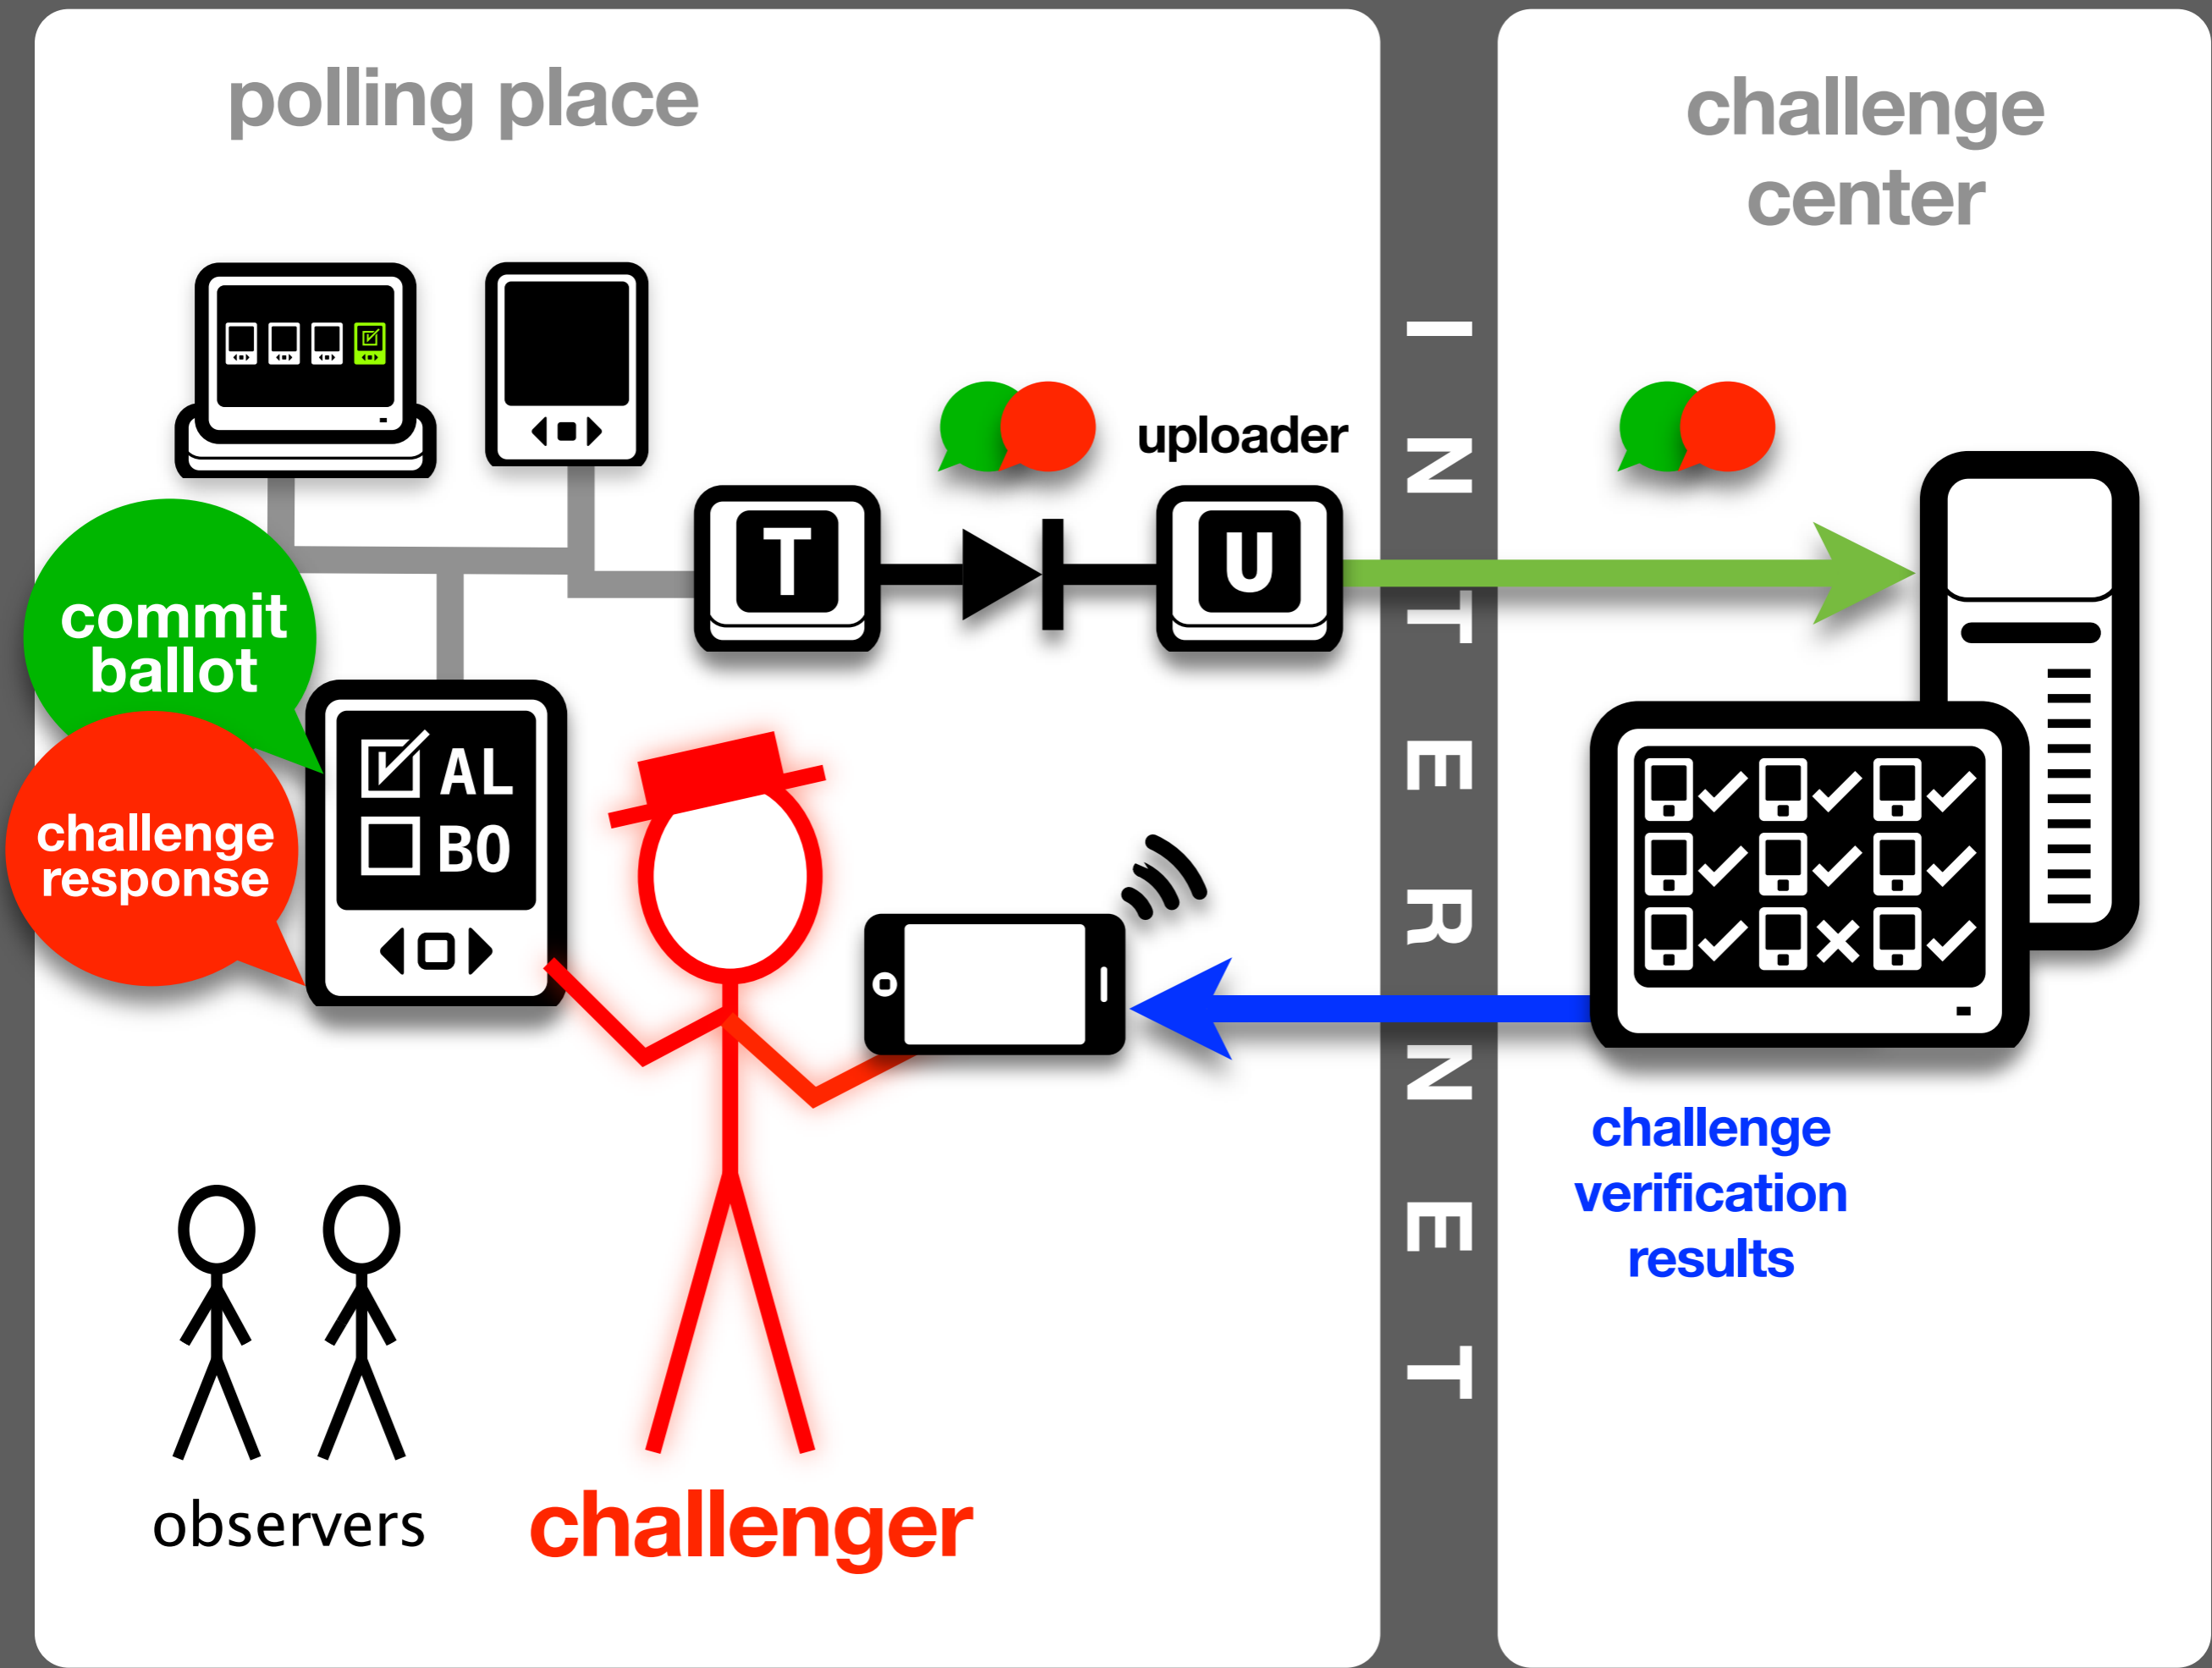 polling place
challenge
center
uploader
T
U
commit
ballot
challenge
response
AL
BO
INTERNET
challenge
verification
results
observers
challenger